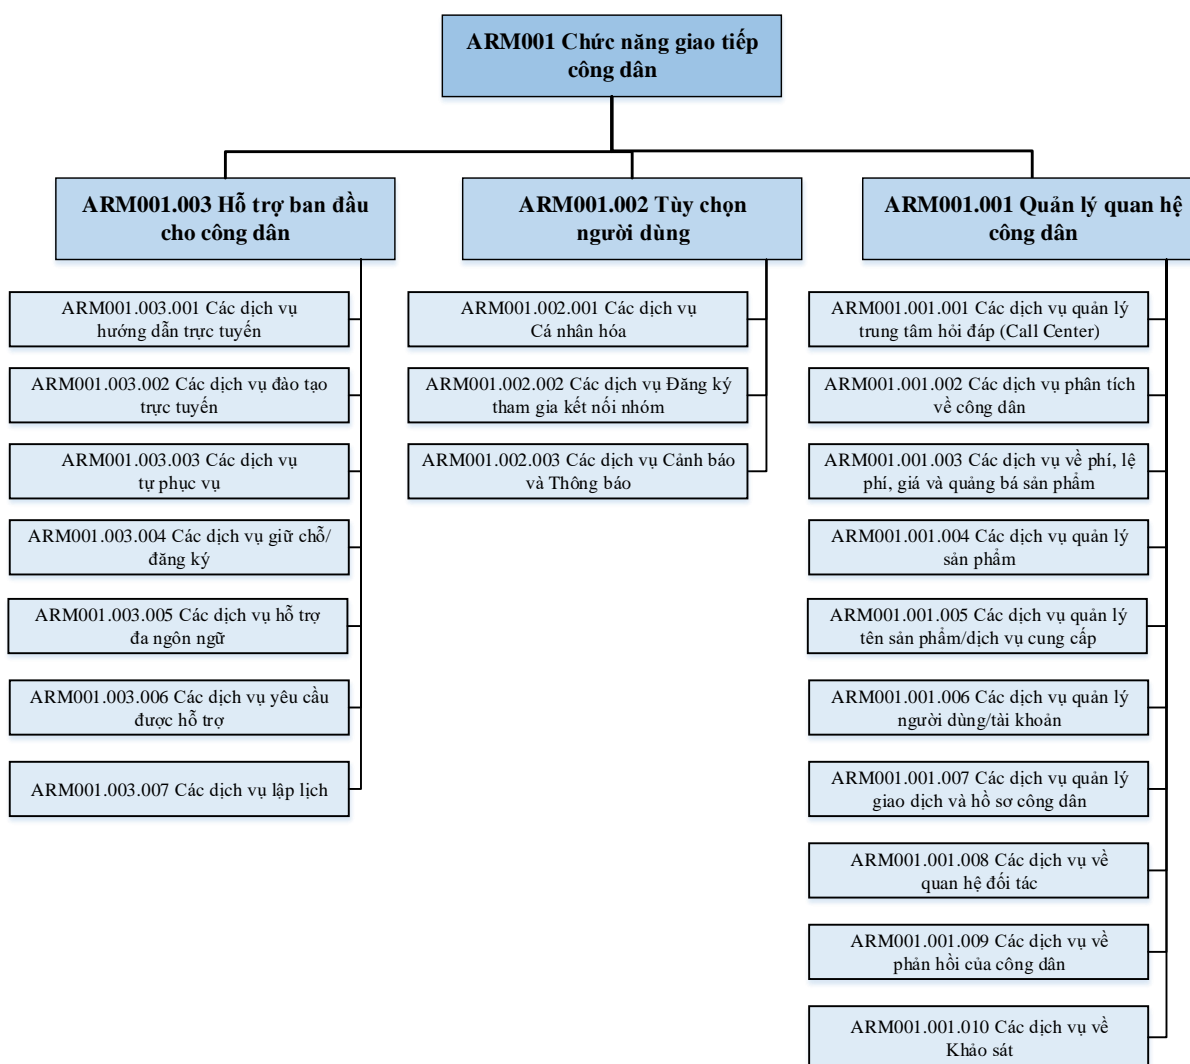 ARM001 Chức năng giao tiếp
công dân
ARM001.003 Hỗ trợ ban đầu
cho công dân
ARM001.003.001 Các dịch vụ
hướng dẫn trực tuyến
ARM001.003.002 Các dịch vụ đào tạo
trực tuyến
ARM001.003.003 Các dịch vụ
tự phục vụ
ARM001.003.004 Các dịch vụ giữ chỗ/
đăng ký
ARM001.003.005 Các dịch vụ hỗ trợ
đa ngôn ngữ
ARM001.003.006 Các dịch vụ yêu cầu
được hỗ trợ
ARM001.003.007 Các dịch vụ lập lịch
ARM001.002 Tùy chọn
người dùng
ARM001.002.001 Các dịch vụ
Cá nhân hóa
ARM001.002.002 Các dịch vụ Đăng ký
tham gia kết nối nhóm
ARM001.002.003 Các dịch vụ Cảnh báo
và Thông báo
ARM001.001 Quản lý quan hệ
công dân
ARM001.001.001 Các dịch vụ quản lý
trung tâm hỏi đáp (Call Center)
ARM001.001.002 Các dịch vụ phân tích
về công dân
ARM001.001.003 Các dịch vụ về phí, lệ
phí, giá và quảng bá sản phẩm
ARM001.001.004 Các dịch vụ quản lý
sản phẩm
ARM001.001.005 Các dịch vụ quản lý
tên sản phẩm/dịch vụ cung cấp
ARM001.001.006 Các dịch vụ quản lý
người dùng/tài khoản
ARM001.001.007 Các dịch vụ quản lý
giao dịch và hồ sơ công dân
ARM001.001.008 Các dịch vụ về
quan hệ đối tác
ARM001.001.009 Các dịch vụ về
phản hồi của công dân
ARM001.001.010 Các dịch vụ về
Khảo sát